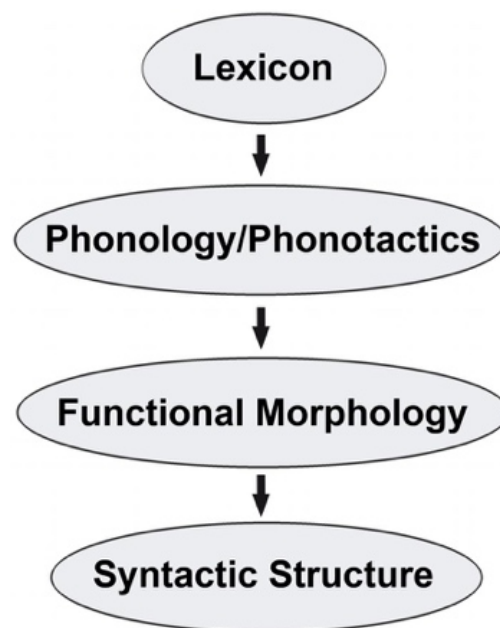 Lexicon
Phonology/Phonotactics
Functional Morphology
Syntactic Structure